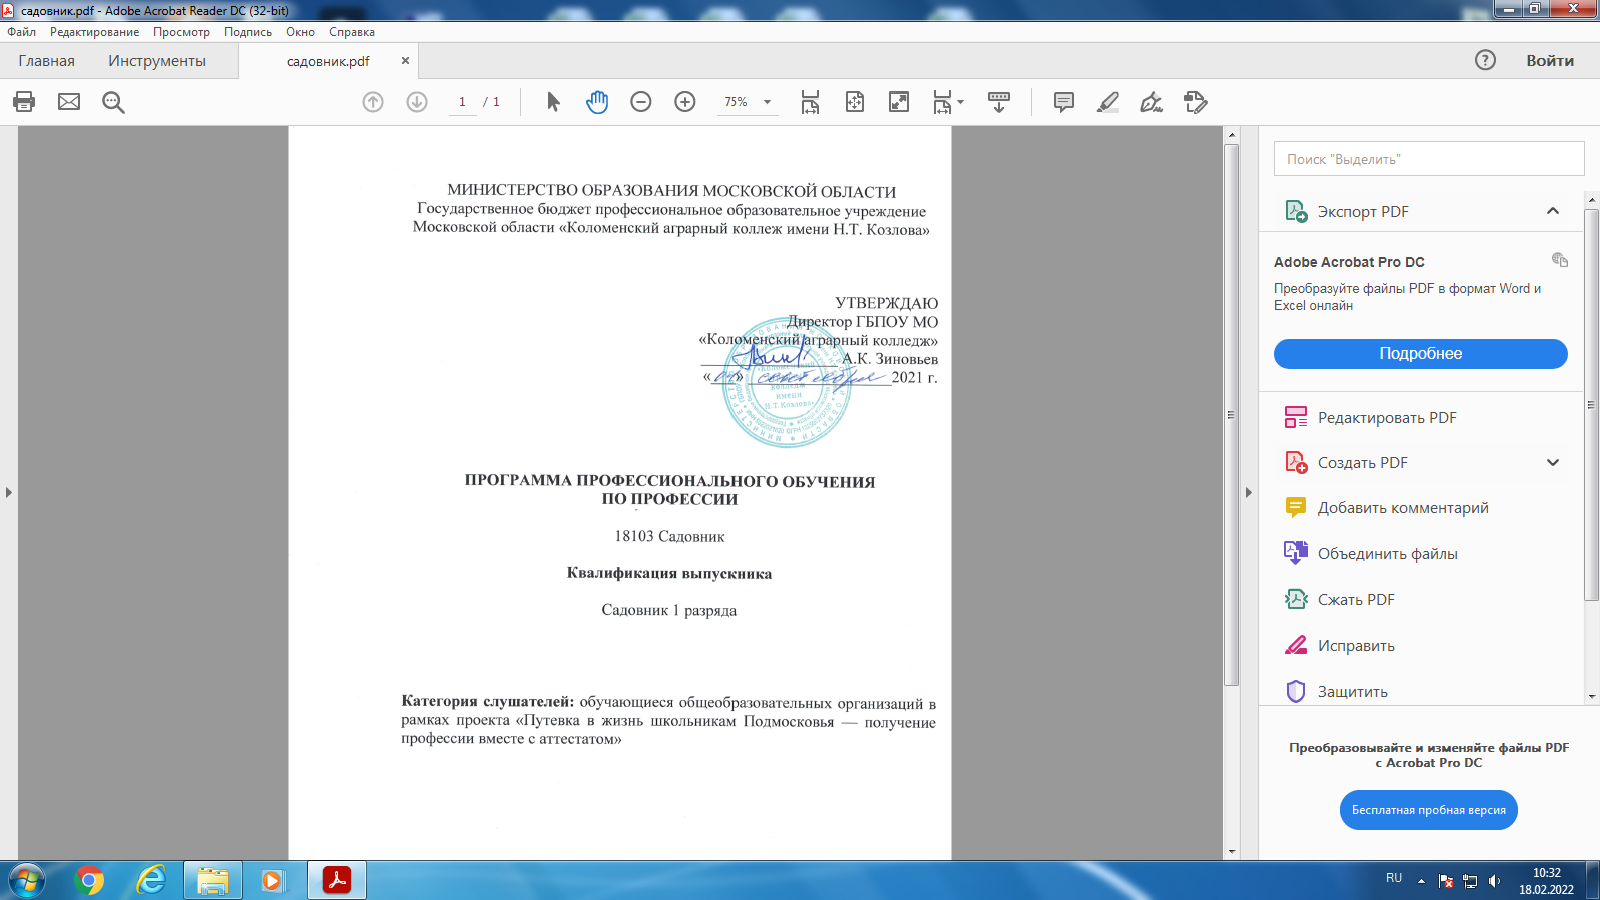 садовник.pdf - Adobe Acrobat Reader DC (32-bit)
Файл Редактирование Просмотр Подпись Окно Справка
Главная Инструменты садовник.pdf × Войти
1 / 1 75%
МИНИСТЕРСТВО ОБРАЗОВАНИЯ МОСКОВСКОЙ ОБЛАСТИ
Государственное бюджет профессиональное образовательное учреждение
Московской области «Коломенский аграрный коллеж имени Н.Т. Козлова»
УТВЕРЖДАЮ
Директор ГБПОУ МО
«Коломенский аграрный колледж»
А.К. Зиновьев
« » сентября 2021 г.
«Коломенский
колледж
имени
Н.Т. Козлова»
ПРОГРАММА ПРОФЕССИОНАЛЬНОГО ОБУЧЕНИЯ
ПО ПРОФЕССИИ
18103 Садовник
Квалификация выпускника
Садовник 1 разряда
Категория слушателей: обучающиеся общеобразовательных организаций в
рамках проекта «Путевка в жизнь школьникам Подмосковья — получение
профессии вместе с аттестатом»
Поиск "Выделить"
Экспорт PDF
Adobe Acrobat Pro DC
Преобразуйте файлы PDF в формат Word и
Excel онлайн
Подробнее
Редактировать PDF
Создать PDF
Добавить комментарий
Объединить файлы
Сжать PDF
Исправить
Защитить
Преобразовывайте и изменяйте файлы PDF
с Acrobat Pro DC
Бесплатная пробная версия
RU
10:32
18.02.2022